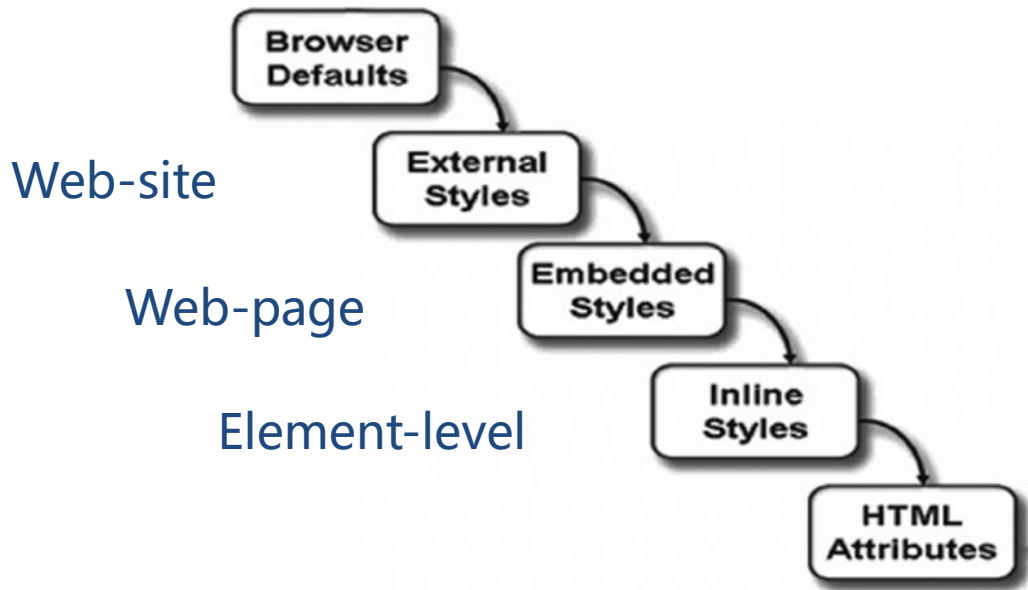 Browser
Defaults
Web-site
External
Styles
Web-page
Embedded
Styles
Element-level
Inline
Styles
HTML
Attributes